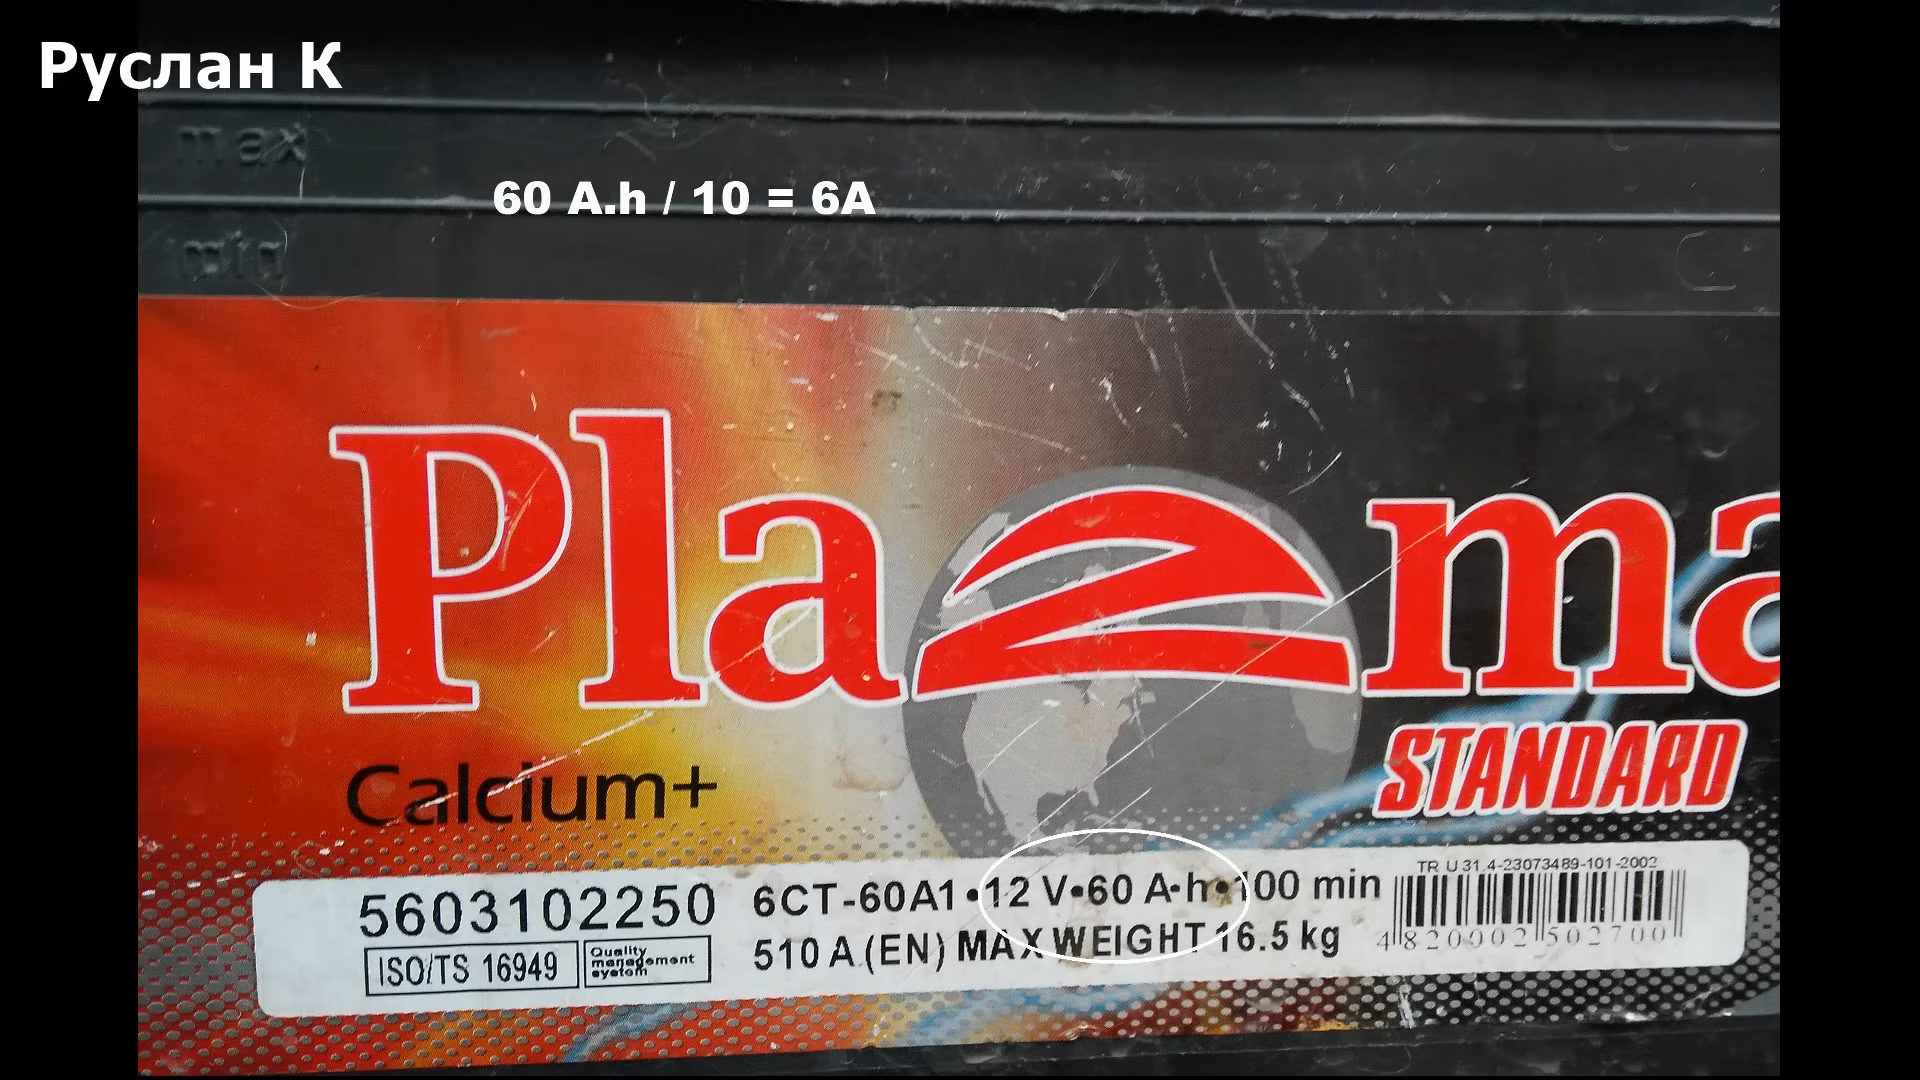 Руслан К
max
60 A.h / 10 = 6A
min
Plazma
STANDARD
Calcium+
TR U 31.4-23073489-101-2002
5603102250
6CT-60A1•12 V•60 A·h•100 min
510 A (EN) MAX WEIGHT 16.5 kg
ISO/TS 16949
Quality
management
system
4820002502700